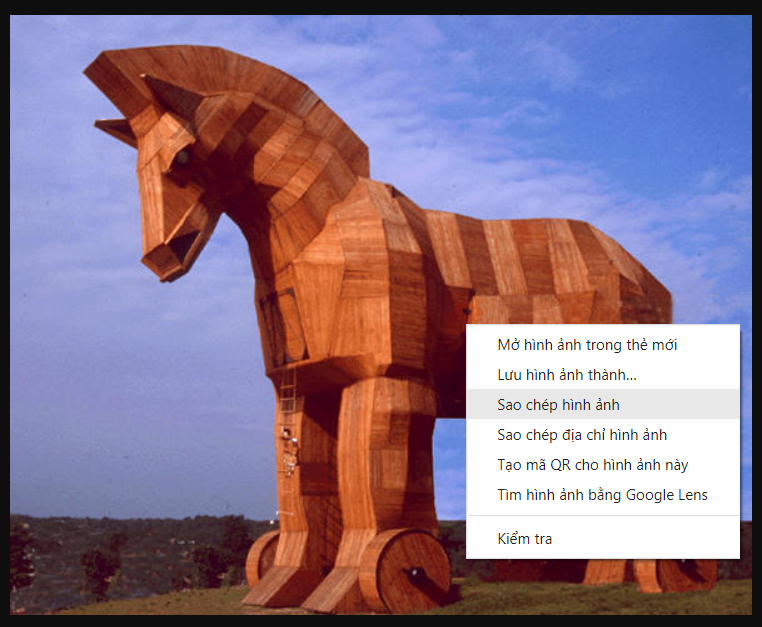 Mở hình ảnh trong thẻ mới
Lưu hình ảnh thành...
Sao chép hình ảnh
Sao chép địa chỉ hình ảnh
Tạo mã QR cho hình ảnh này
Tìm hình ảnh bằng Google Lens
Kiểm tra